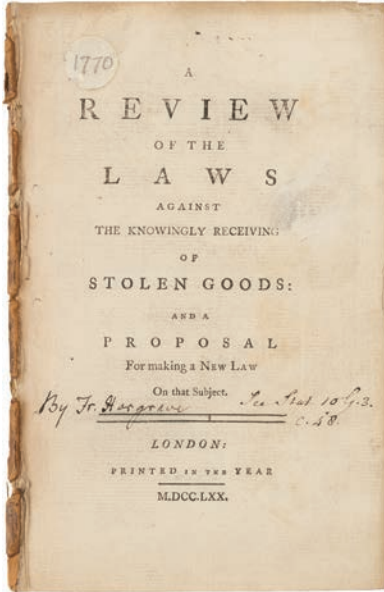 1770
A
REVIEW
OF THE
LAWS
AGAINST
THE KNOWINGLY RECEIVING
OF
STOLEN GOODS:
AND A
PROPOSAL
For making a NEW LAW
On that Subject.
By Fr. Hargrave See Stat. 10 G. 3.
c. 48.
LONDON:
PRINTED IN THE YEAR
M.DCC.LXX.